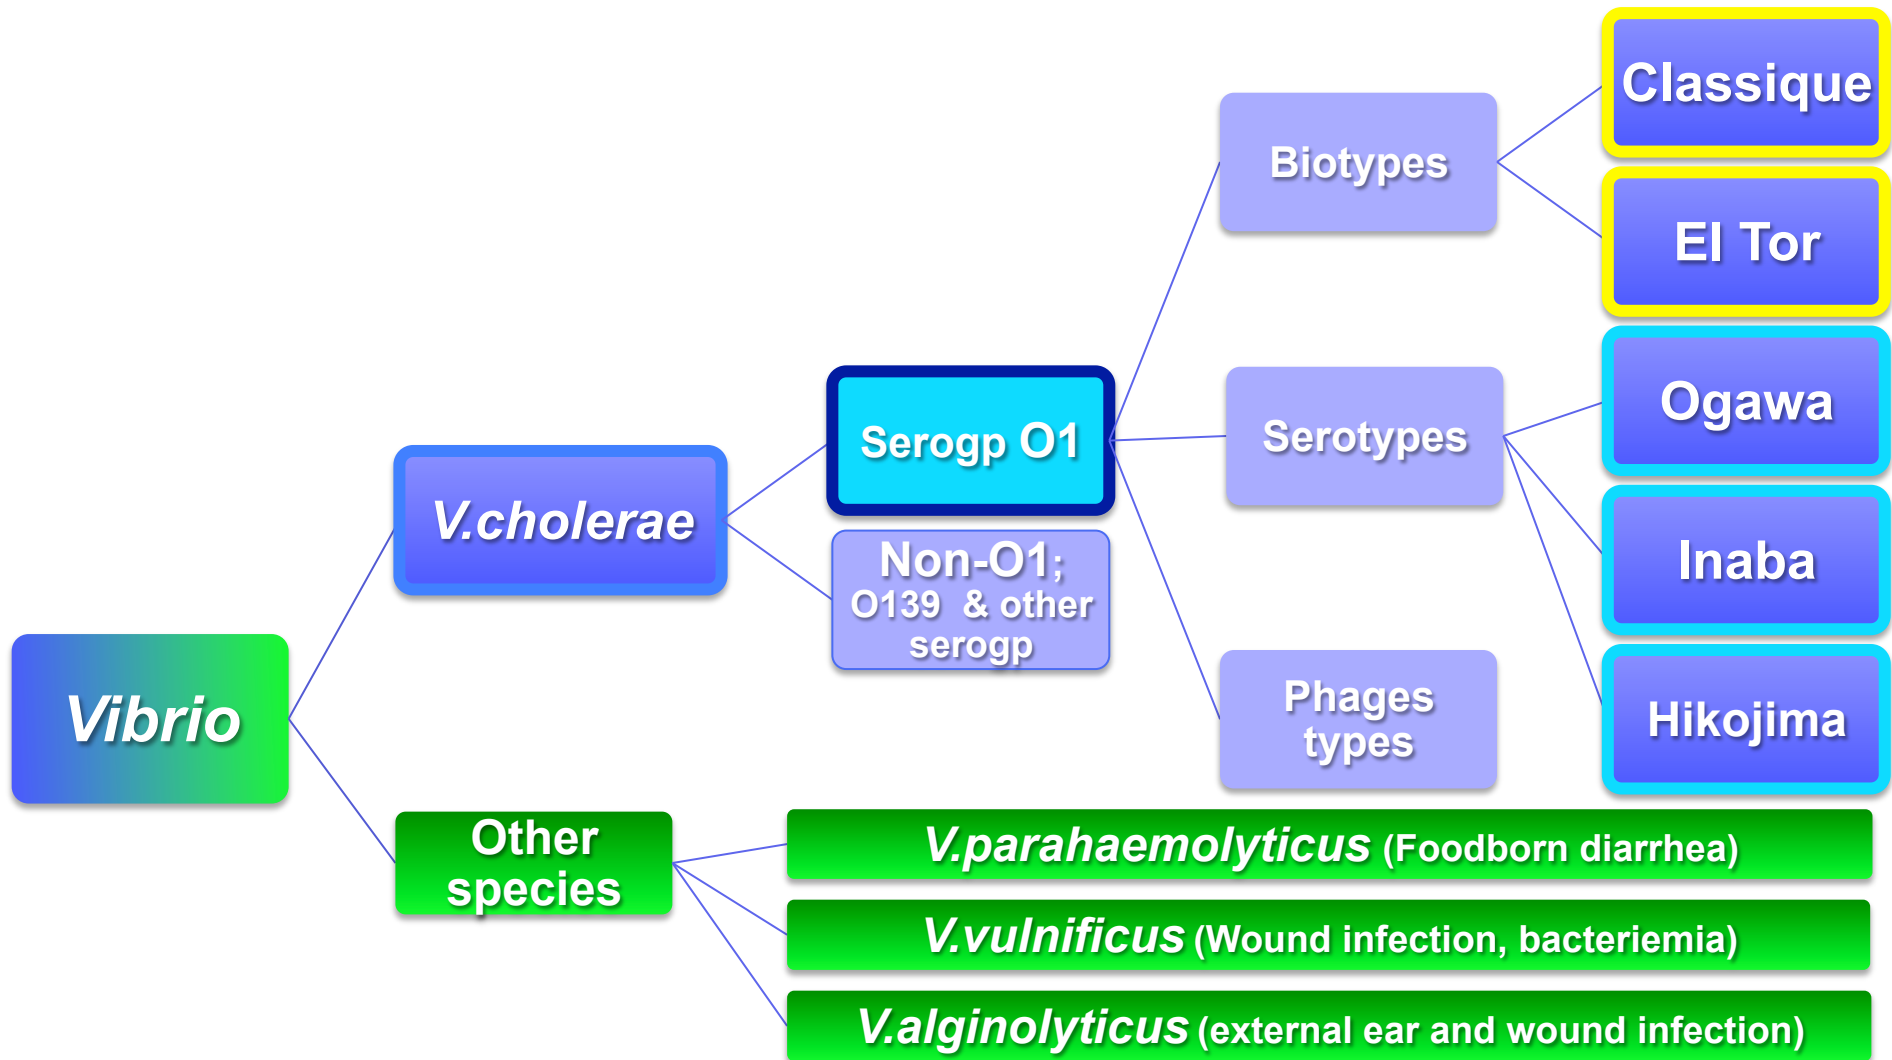 Vibrio
V.cholerae
Serogp O1
Non-O1;
O139 & other
serogp
Biotypes
Classique
El Tor
Serotypes
Ogawa
Inaba
Hikojima
Phages
types
Other
species
V.parahaemolyticus (Foodborn diarrhea)
V.vulnificus (Wound infection, bacteriemia)
V.alginolyticus (external ear and wound infection)